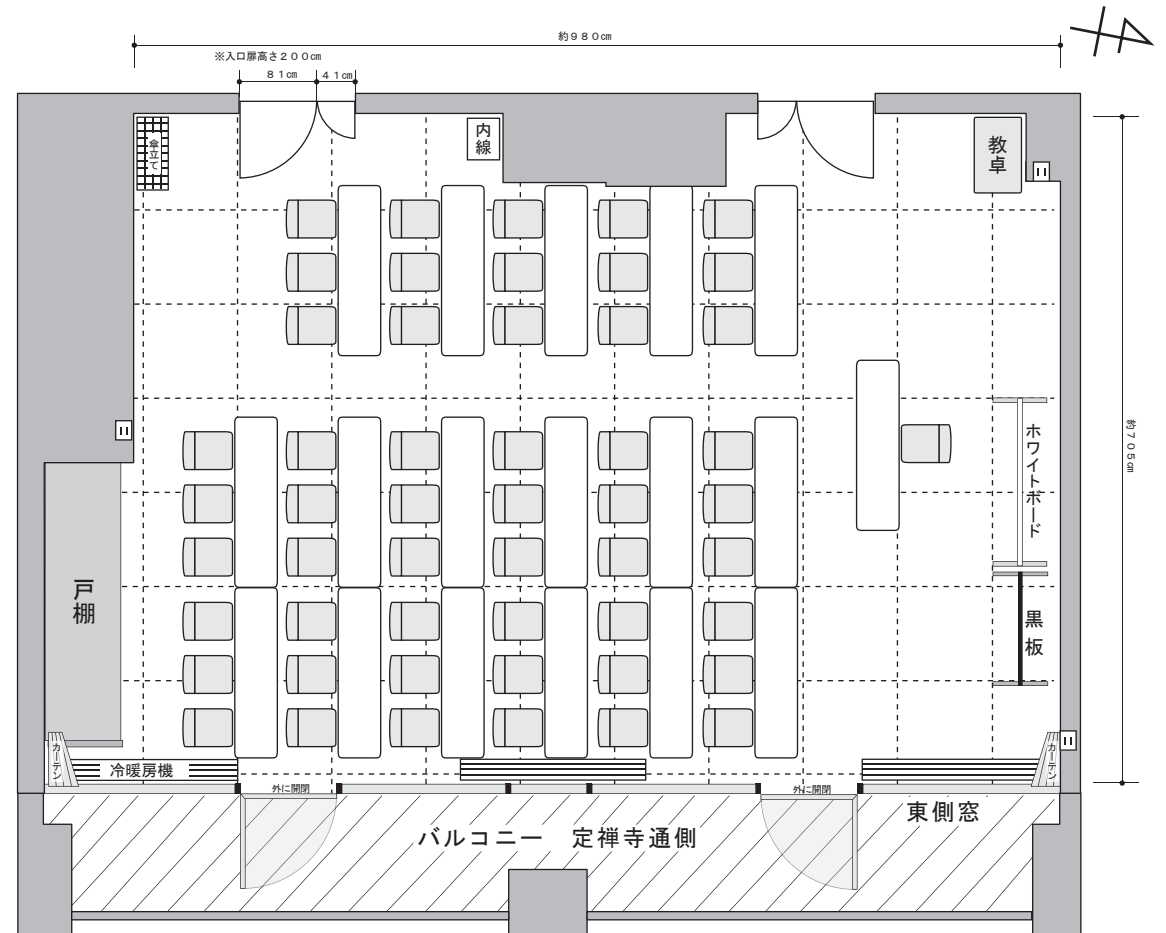 約９８０㎝
※入口扉高さ２００㎝
８１㎝
４１㎝
傘立て
内線
教卓
約７０５㎝
ホワイトボード
戸棚
黒板
カーテン
冷暖房機
カーテン
外に開閉
外に開閉
東側窓
バルコニー　定禅寺通側